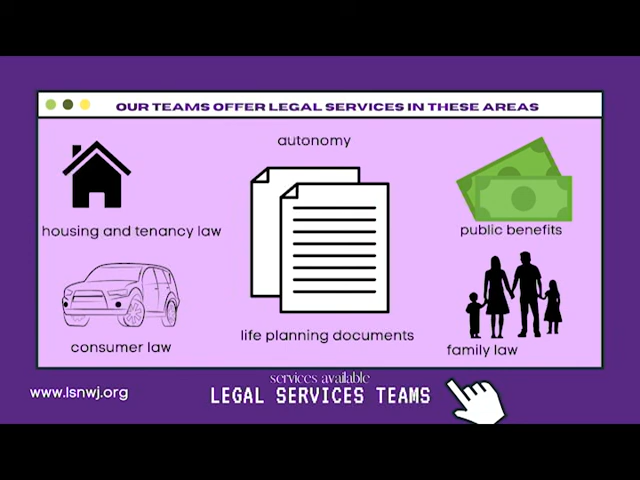 OUR TEAMS OFFER LEGAL SERVICES IN THESE AREAS
autonomy
housing and tenancy law
public benefits
consumer law
life planning documents
family law
services available
www.lsnwj.org
LEGAL SERVICES TEAMS